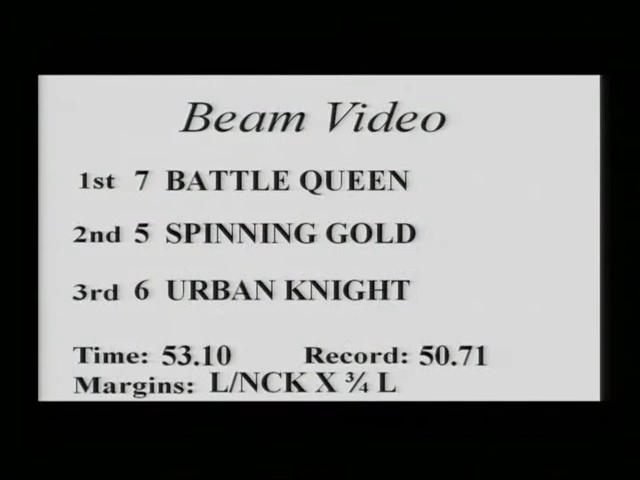 Beam Video
1st 7 BATTLE QUEEN
2nd 5 SPINNING GOLD
3rd 6 URBAN KNIGHT
Time: 53.10 Record: 50.71
Margins: L/NCK X ¾ L